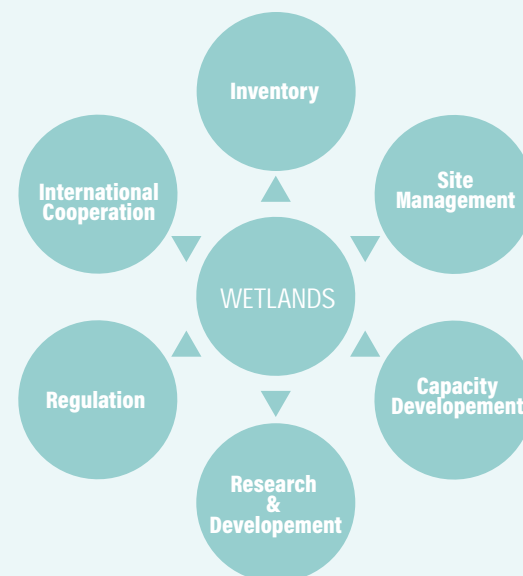 Inventory
International
Cooperation
Site
Management
WETLANDS
Regulation
Capacity
Developement
Research
&
Developement